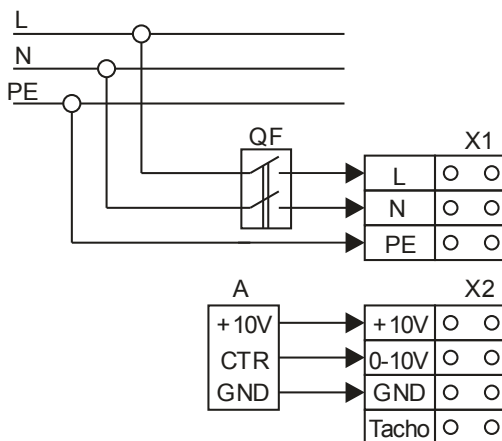 L
N
PE
QF
X1
L
N
PE
A
X2
+10V
+10V
CTR
0-10V
GND
GND
Tacho